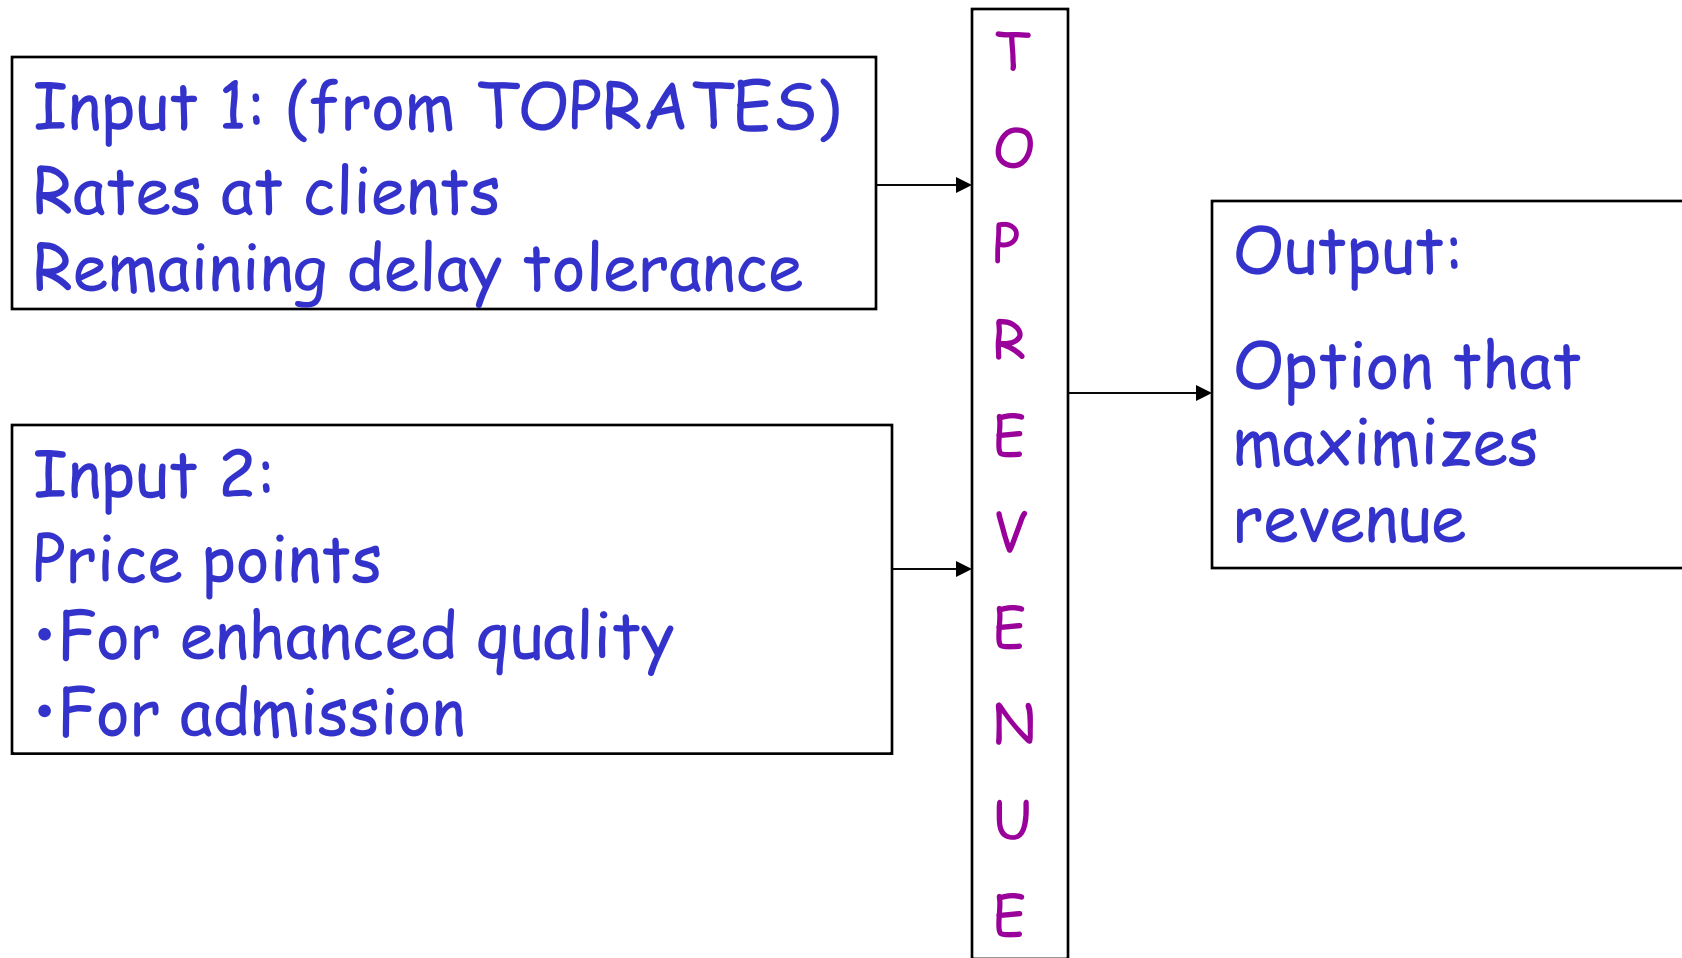 Input 1: (from TOPRATES)
Rates at clients
Remaining delay tolerance
Input 2:
Price points
•For enhanced quality
•For admission
T
O
P
R
E
V
E
N
U
E
Output:
Option that
maximizes
revenue